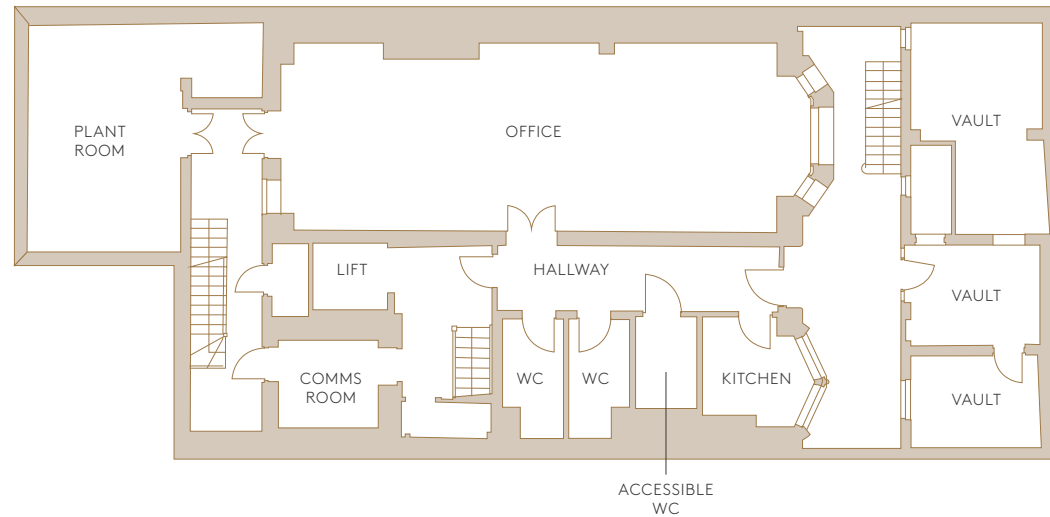 PLANT
ROOM
OFFICE
VAULT
LIFT
HALLWAY
VAULT
COMMS
ROOM
WC
WC
KITCHEN
VAULT
ACCESSIBLE
WC